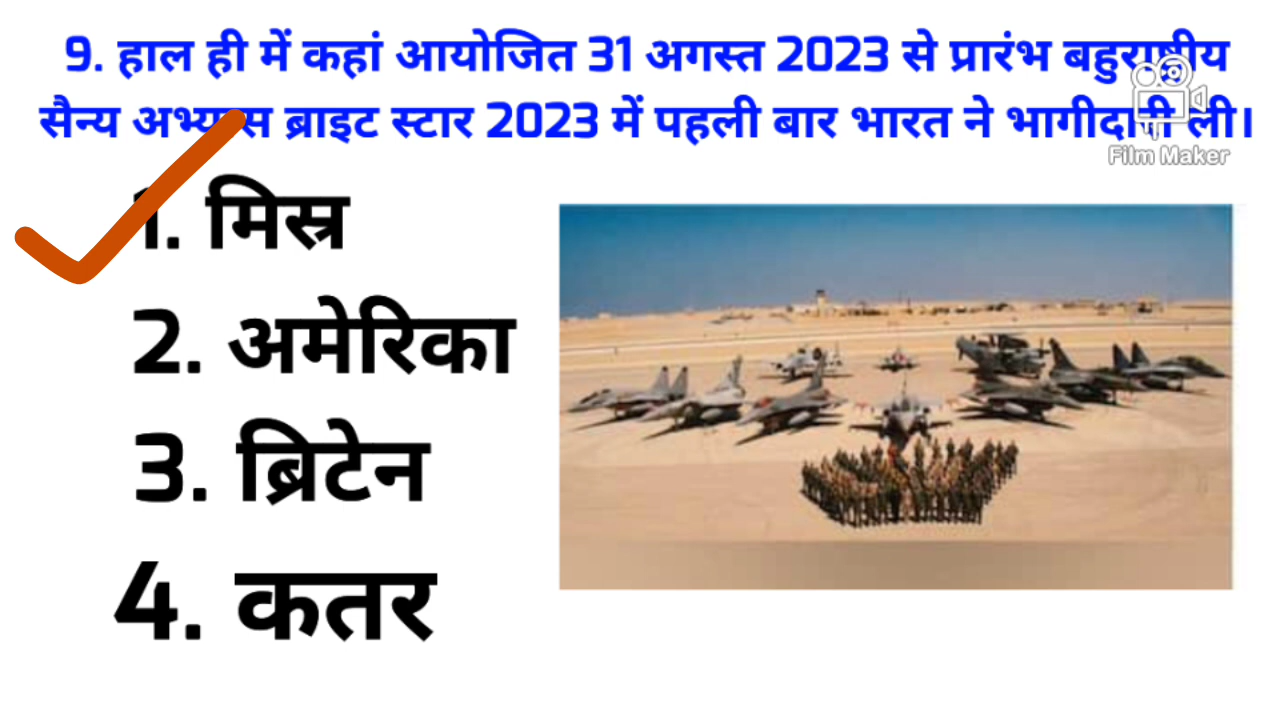 9. हाल ही में कहां आयोजित 31 अगस्त 2023 से प्रारंभ बहुराष्ट्रीय
सैन्य अभ्यास ब्राइट स्टार 2023 में पहली बार भारत ने भागीदारी ली।
Film Maker
1. मिस्र
2. अमेरिका
3. ब्रिटेन
4. कतर